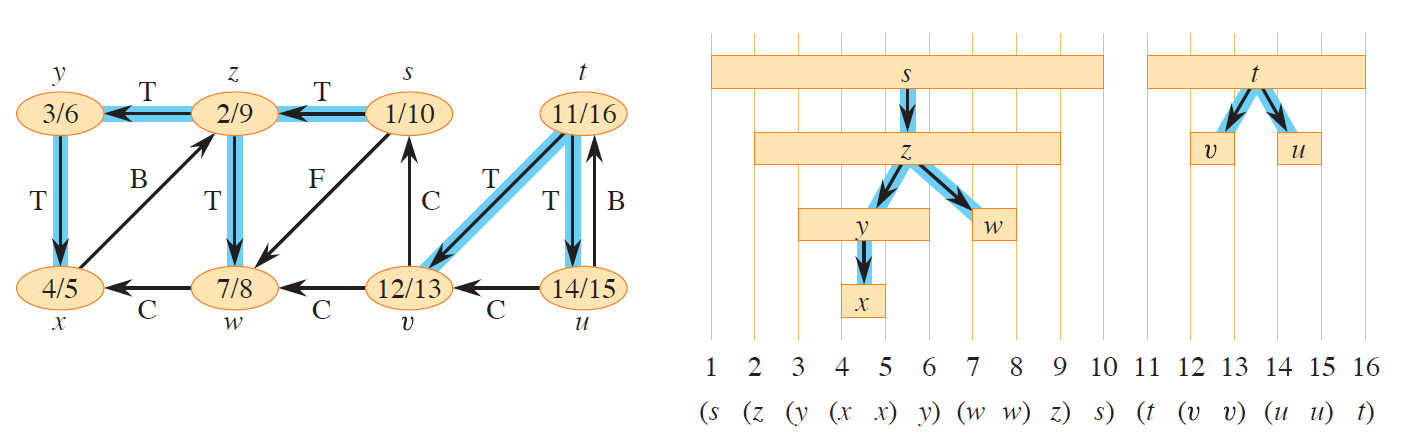 y z s t
T T
3/6 2/9 1/10 11/16
T B T F C T T B
4/5 7/8 12/13 14/15
C C C
x w v u
s t
z v u
y w
x
1 2 3 4 5 6 7 8 9 10 11 12 13 14 15 16
(s (z (y (x x) y) (w w) z) s) (t (v v) (u u) t)